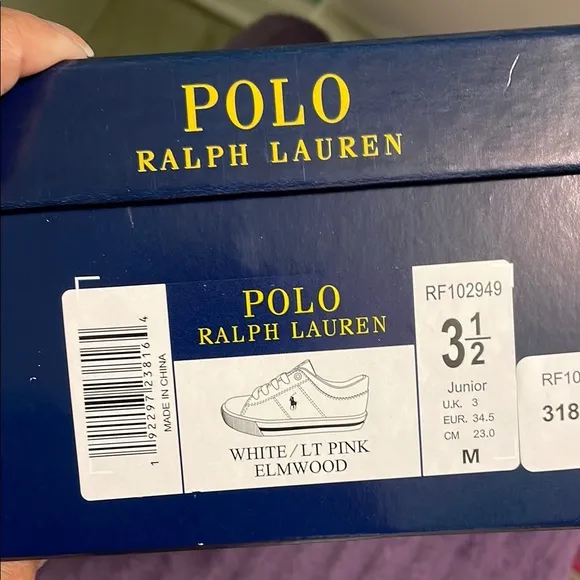 POLO
RALPH LAUREN
1 92297 23816 4
MADE IN CHINA
POLO
RALPH LAUREN
WHITE/LT PINK
ELMWOOD
RF102949
3 1/2
Junior
U.K. 3
EUR. 34.5
CM 23.0
M
RF10
318